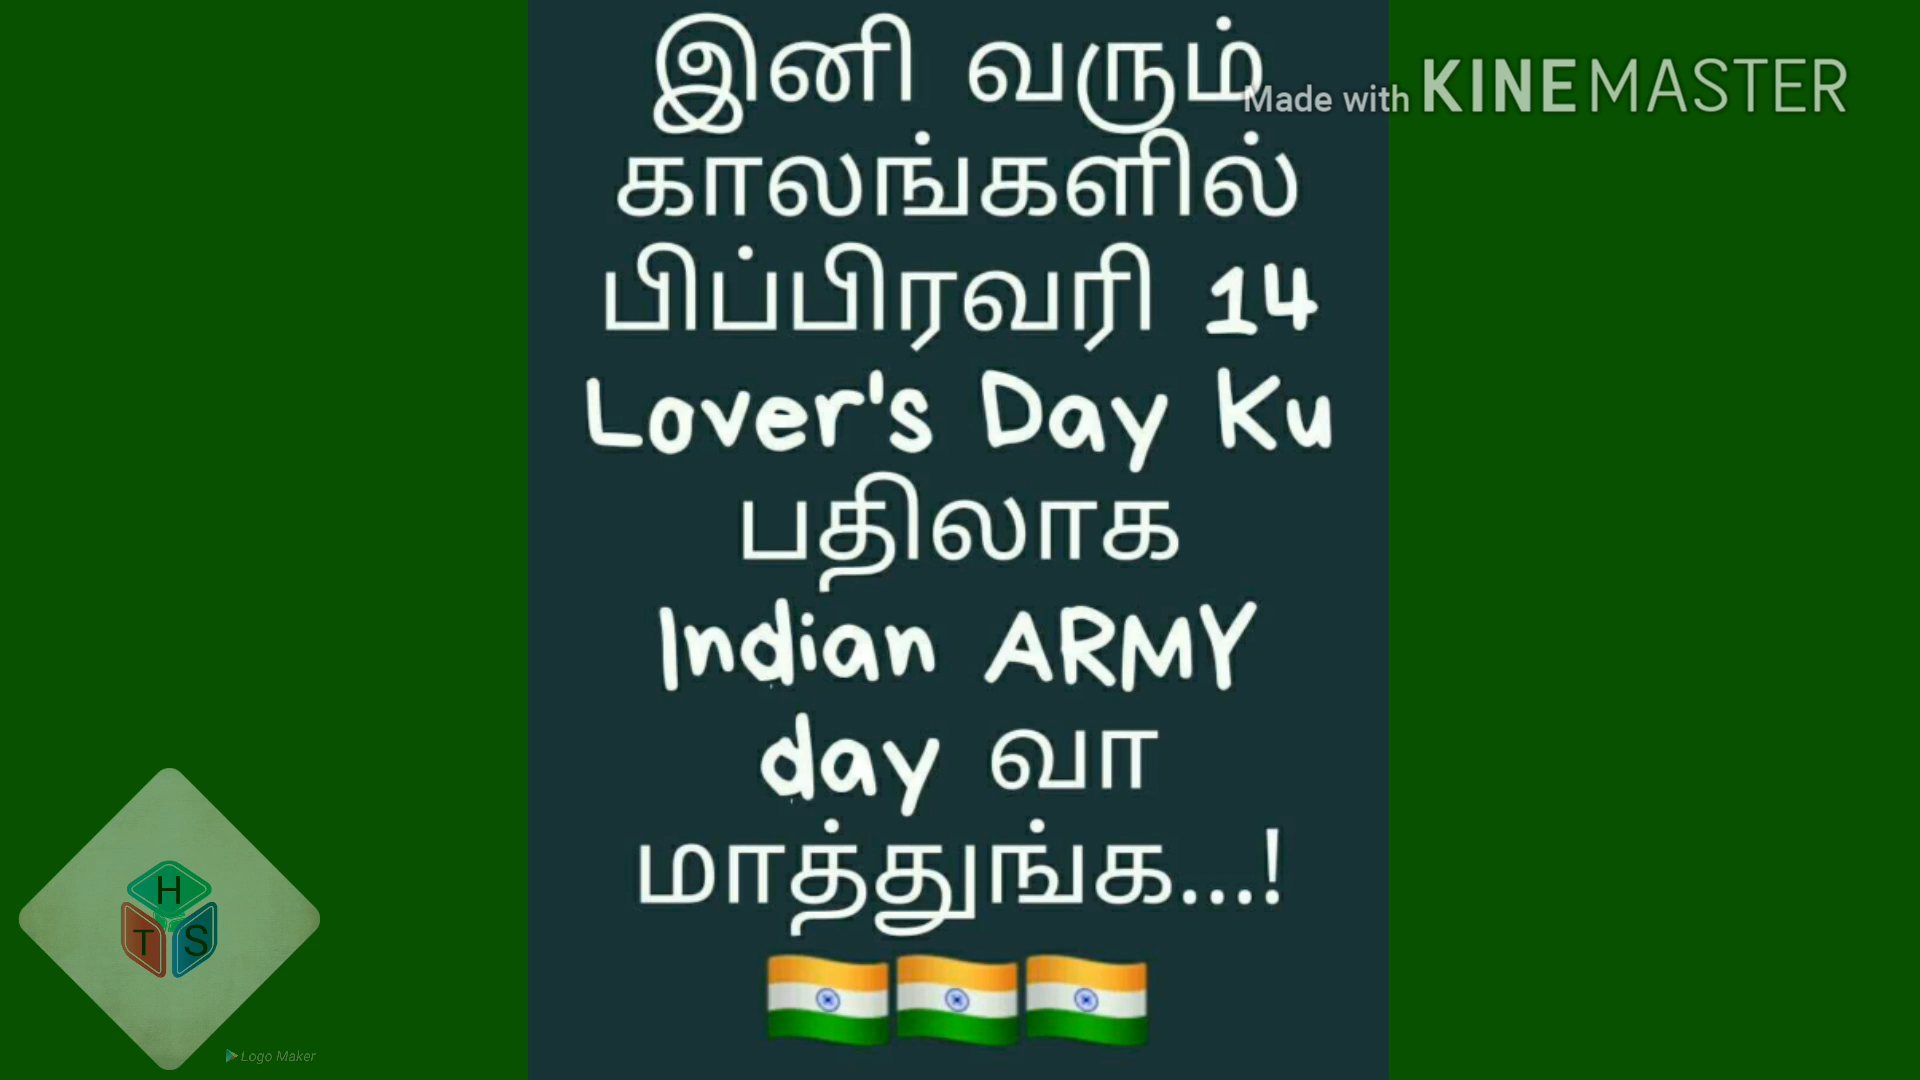 இனி வரும்
காலங்களில்
பிப்பிரவரி 14
Lover's Day Ku
பதிலாக
Indian ARMY
day வா
மாத்துங்க...!
Made with KINEMASTER
H
T S
Logo Maker